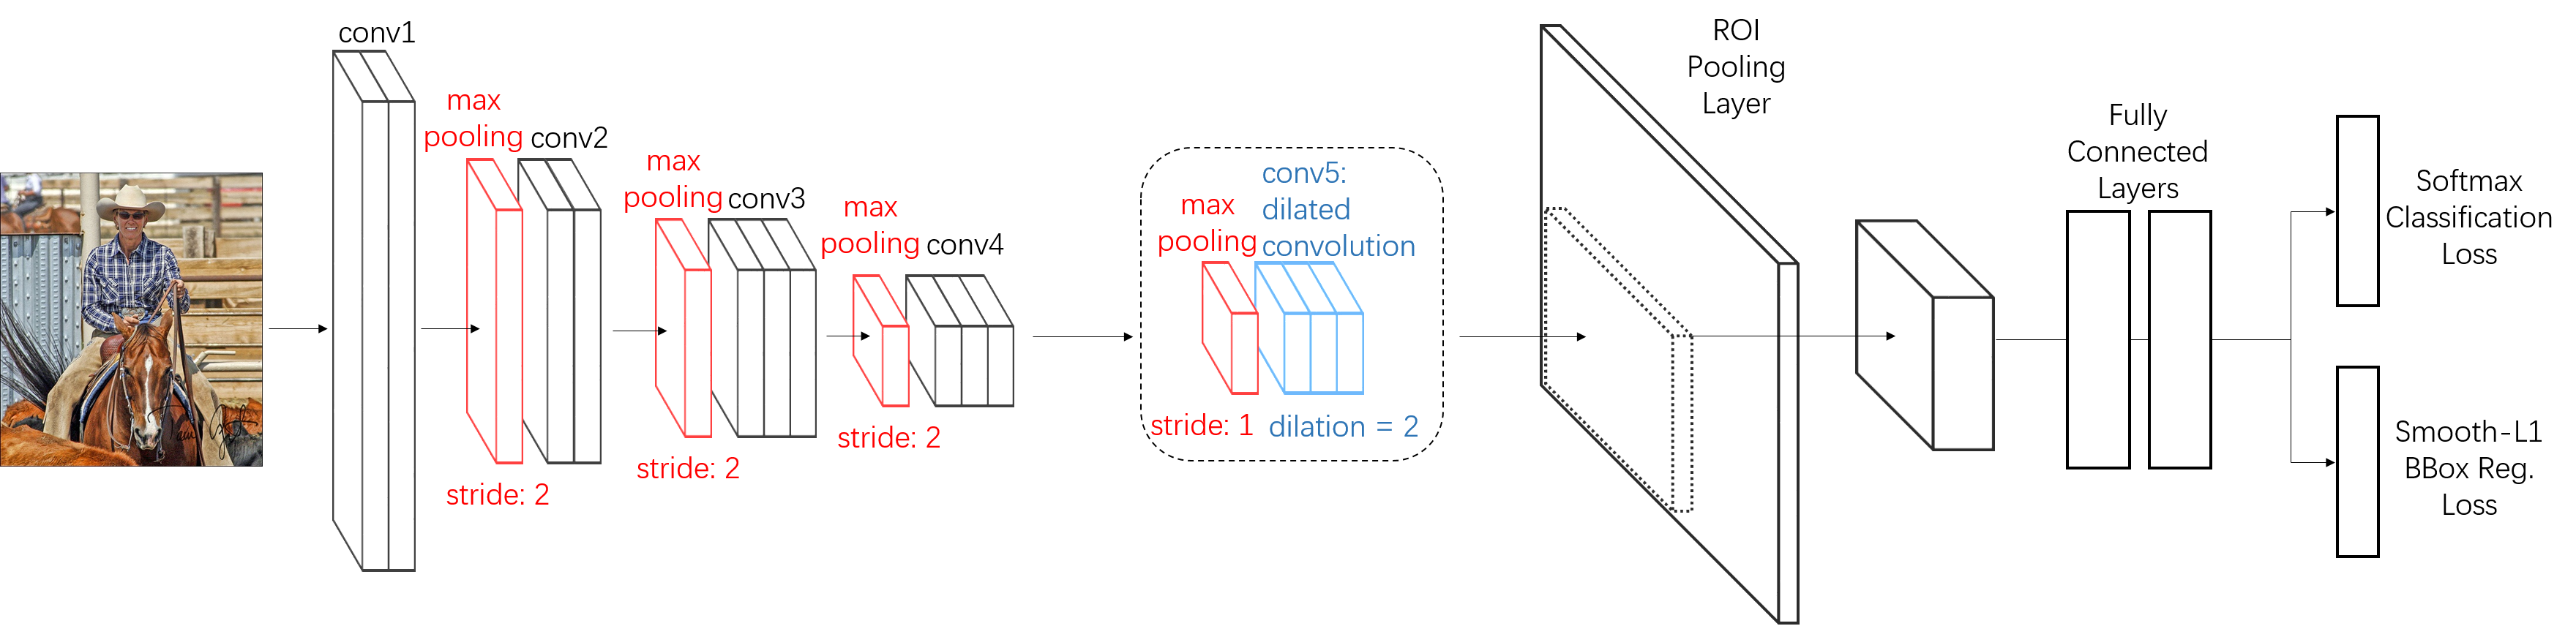 conv1
max
pooling
conv2
stride: 2
max
pooling
conv3
stride: 2
max
pooling
conv4
stride: 2
max
pooling
stride: 1
conv5:
dilated
convolution
dilation = 2
ROI
Pooling
Layer
Fully
Connected
Layers
Softmax
Classification
Loss
Smooth-L1
BBox Reg.
Loss